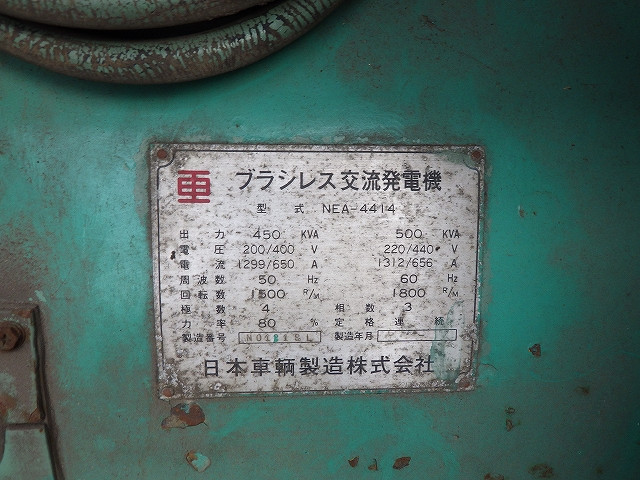 車 ブラシレス交流発電機
型式 NEA-4414
出力 450 KVA 500 KVA
電圧 200/400 V 220/440 V
電流 1299/650 A 1312/656 A
周波数 50 Hz 60 Hz
回転数 1500 R/M 1800 R/M
極数 4 相数 3
力率 80 % 定格 連続
製造番号 製造年月
日本車輌製造株式会社